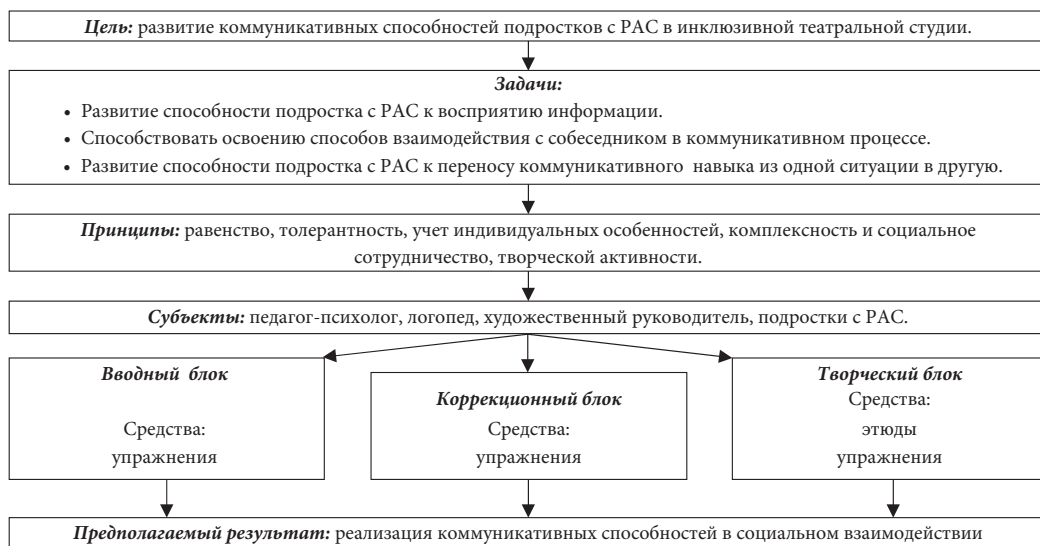 Цель: развитие коммуникативных способностей подростков с РАС в инклюзивной театральной студии.
Задачи:
• Развитие способности подростка с РАС к восприятию информации.
• Способствовать освоению способов взаимодействия с собеседником в коммуникативном процессе.
• Развитие способности подростка с РАС к переносу коммуникативного навыка из одной ситуации в другую.
Принципы: равенство, толерантность, учет индивидуальных особенностей, комплексность и социальное
сотрудничество, творческой активности.
Субъекты: педагог-психолог, логопед, художественный руководитель, подростки с РАС.
Вводный блок
Средства:
упражнения
Коррекционный блок
Средства:
упражнения
Творческий блок
Средства:
этюды
упражнения
Предполагаемый результат: реализация коммуникативных способностей в социальном взаимодействии